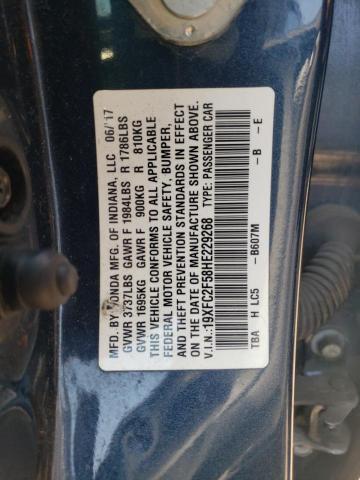 MFD. BY HONDA MFG. OF INDIANA, LLC 06/17
GVWR 3737LBS GAWR F 1984LBS R 1786LBS
GVWR 1695KG GAWR F 900KG R 810KG
THIS VEHICLE CONFORMS TO ALL APPLICABLE
FEDERAL MOTOR VEHICLE SAFETY, BUMPER,
AND THEFT PREVENTION STANDARDS IN EFFECT
ON THE DATE OF MANUFACTURE SHOWN ABOVE.
V.I.N.:19XFC2F58HE229268 TYPE: PASSENGER CAR
TBA H LC5 -B607M -B -E